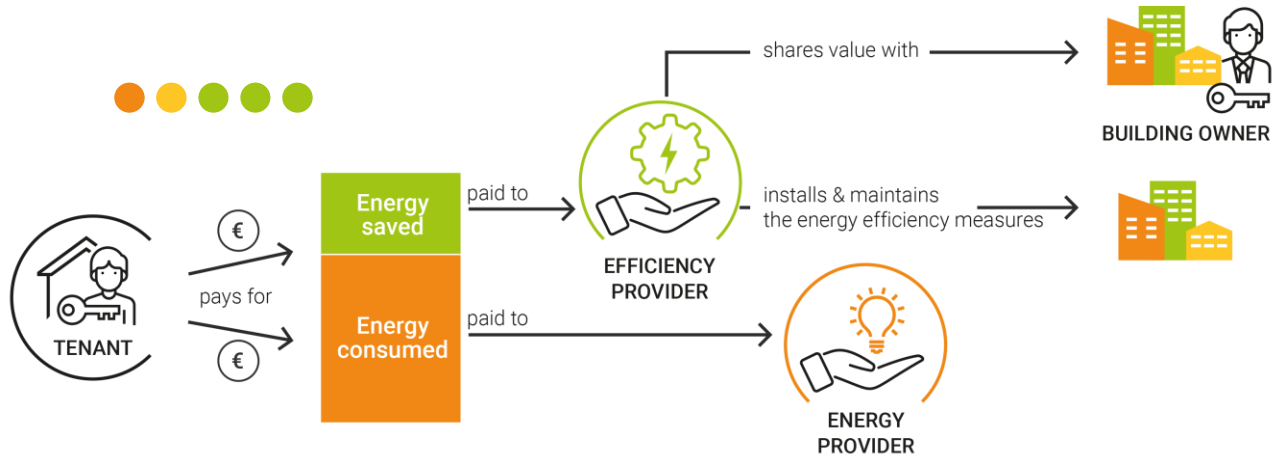 shares value with
BUILDING OWNER
Energy
saved
paid to
installs & maintains
the energy efficiency measures
€
EFFICIENCY
PROVIDER
pays for
TENANT
€
Energy
consumed
paid to
ENERGY
PROVIDER